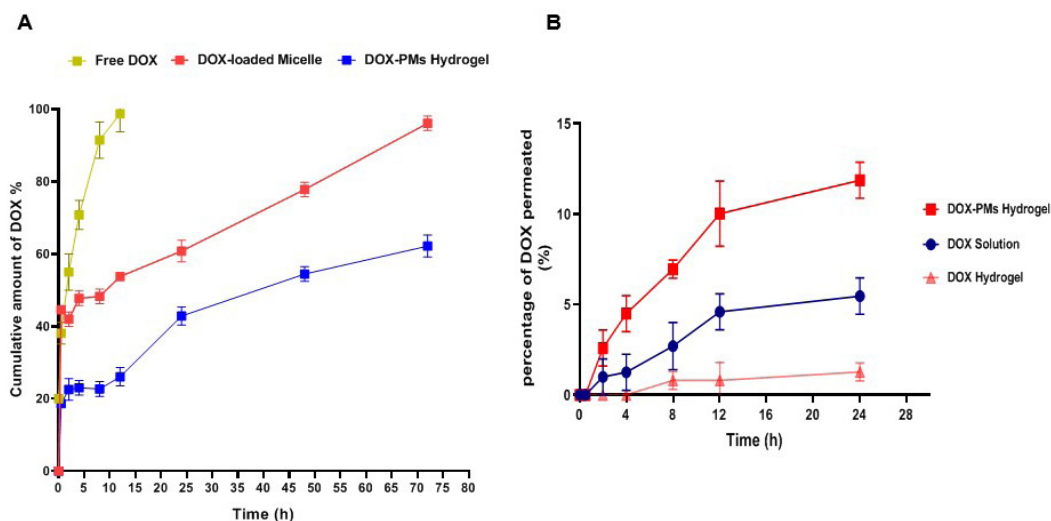 A
B
Free DOX DOX-loaded Micelle DOX-PMs Hydrogel
Cumulative amount of DOX %
100
80
60
40
20
0
0 5 10 15 20 25 30 35 40 45 50 55 60 65 70 75 80
Time (h)
percentage of DOX permeated
(%)
15
10
5
0
0 4 8 12 16 20 24 28
Time (h)
DOX-PMs Hydrogel
DOX Solution
DOX Hydrogel